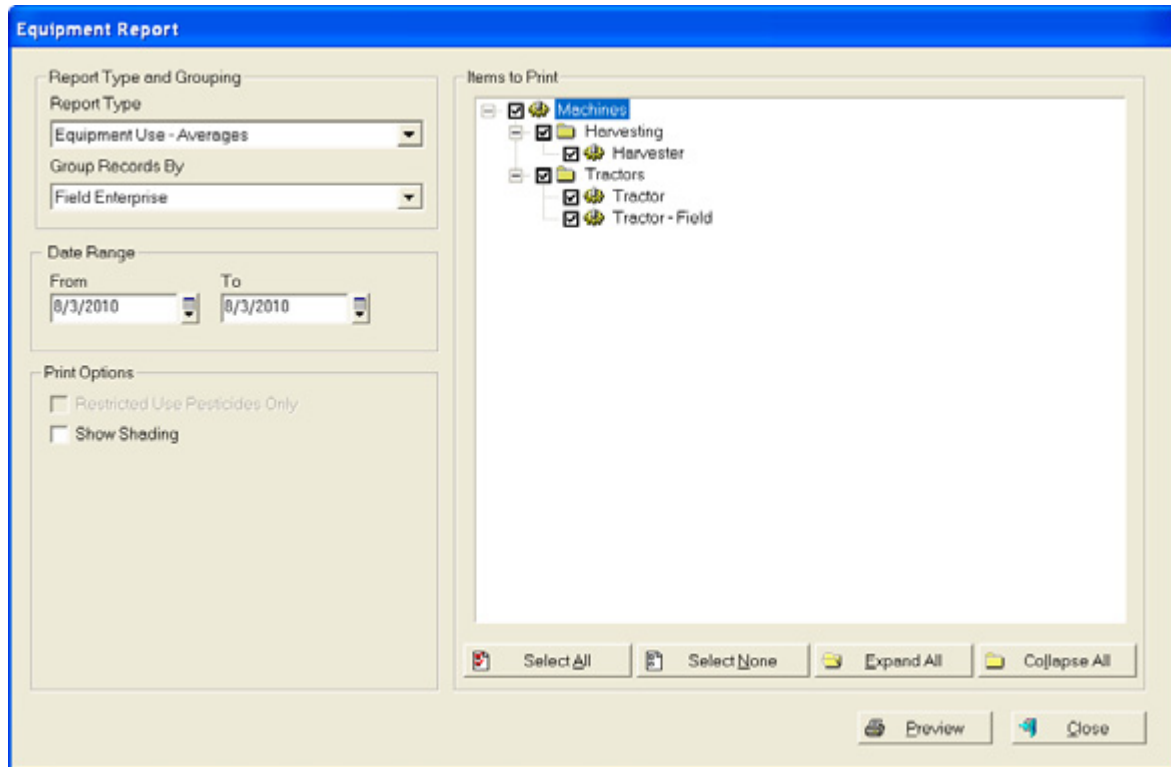 Equipment Report
Report Type and Grouping
Report Type
Equipment Use - Averages
Group Records By
Field Enterprise
Date Range
From
To
8/3/2010
8/3/2010
Print Options
Restricted Use Pesticides Only
Show Shading
Items to Print
Machines
Harvesting
Harvester
Tractors
Tractor
Tractor - Field
Select All
Select None
Expand All
Collapse All
Preview
Close